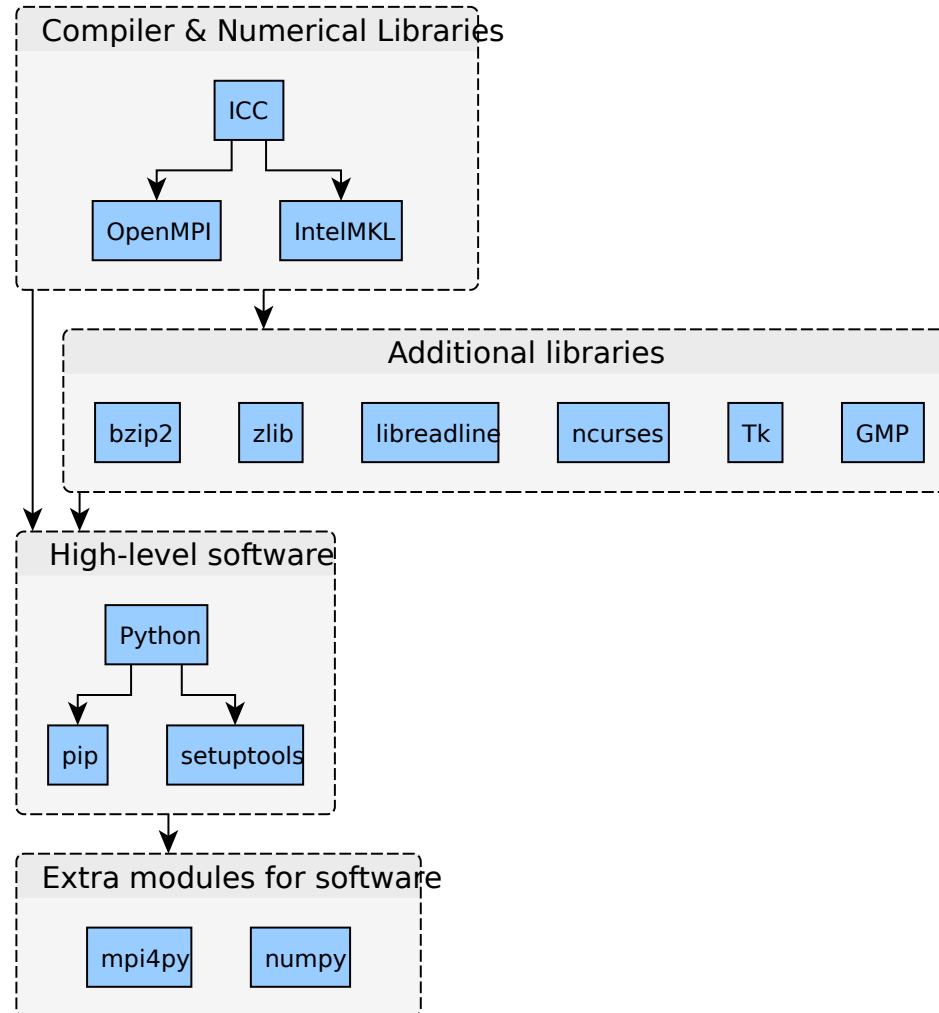 Compiler & Numerical Libraries
ICC
OpenMPI
IntelMKL
Additional libraries
bzip2
zlib
libreadline
ncurses
Tk
GMP
High-level software
Python
pip
setuptools
Extra modules for software
mpi4py
numpy